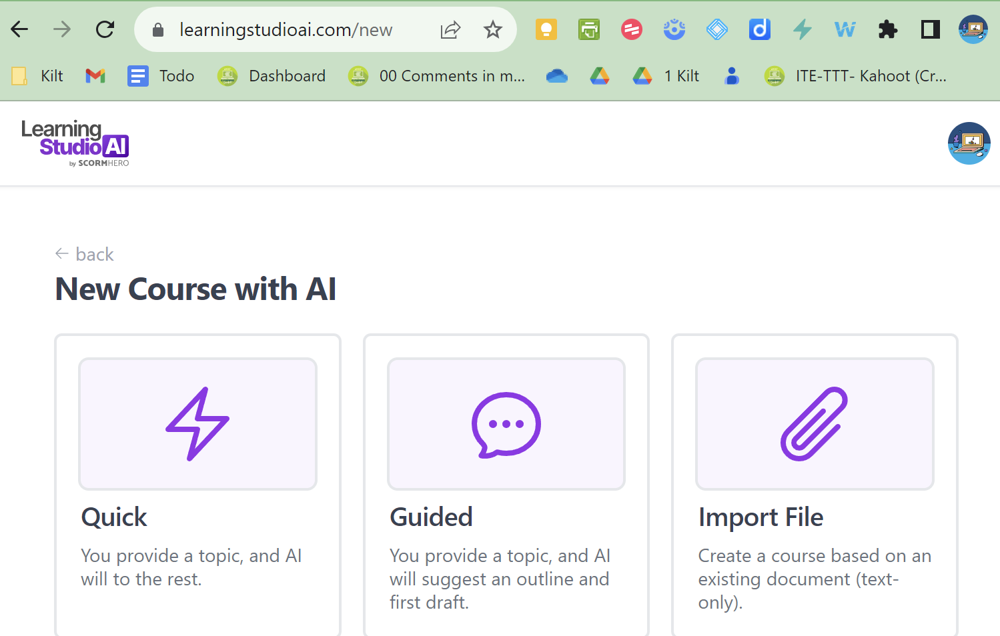 learningstudioai.com/new
Kilt
Todo
Dashboard
00 Comments in m...
1 Kilt
ITE-TTT- Kahoot (Cr...
Learning
StudioAI
by SCORMHERO
← back
New Course with AI
Quick
You provide a topic, and AI
will to the rest.
Guided
You provide a topic, and AI
will suggest an outline and
first draft.
Import File
Create a course based on an
existing document (text-
only).